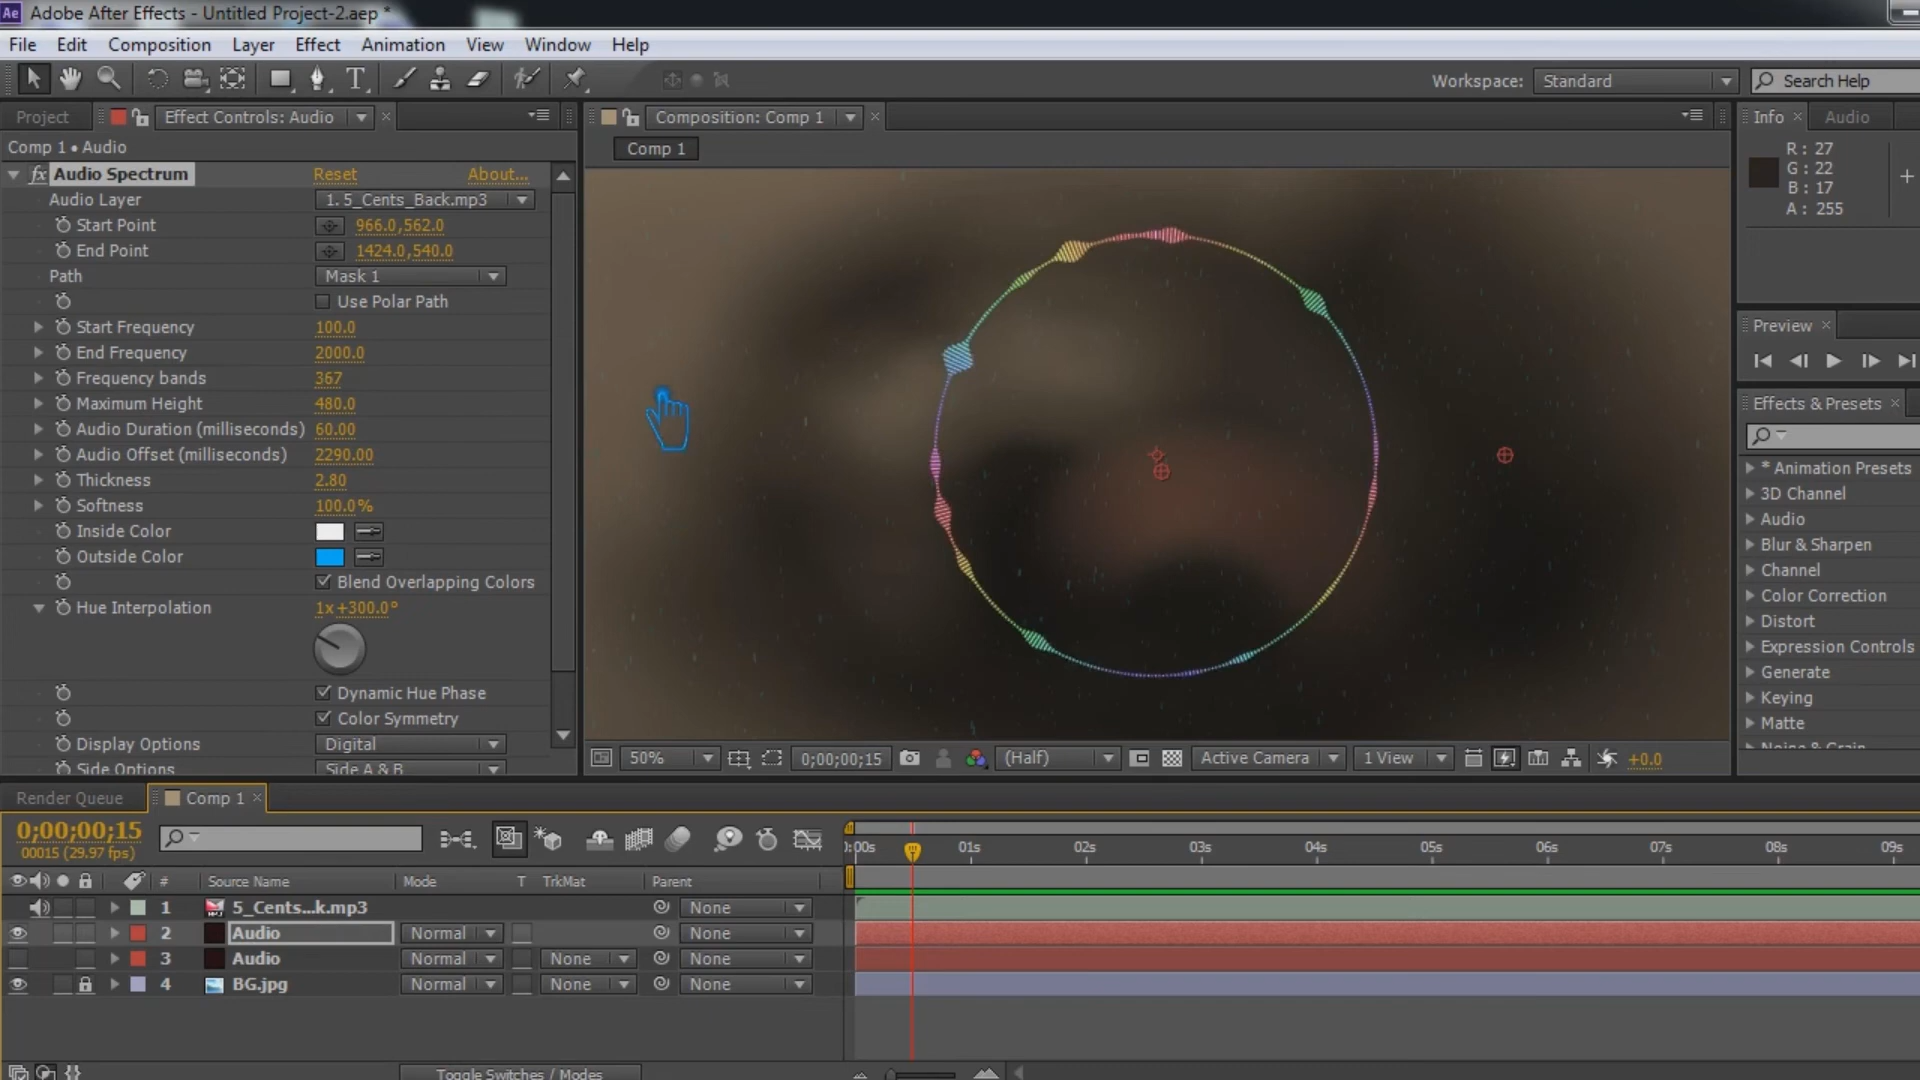 Ae Adobe After Effects - Untitled Project-2.aep *
File Edit Composition Layer Effect Animation View Window Help
T Workspace: Standard Search Help
Project Effect Controls: Audio Composition: Comp 1 Info Audio
Comp 1 • Audio
Comp 1
fx Audio Spectrum Reset About...
Audio Layer 1. 5_Cents_Back.mp3
Start Point 966.0,562.0
End Point 1424.0,540.0
Path Mask 1
Use Polar Path
Start Frequency 100.0
End Frequency 2000.0
Frequency bands 367
Maximum Height 480.0
Audio Duration (milliseconds) 60.00
Audio Offset (milliseconds) 2290.00
Thickness 2.80
Softness 100.0%
Inside Color
Outside Color
Blend Overlapping Colors
Hue Interpolation 1x+300.0°
Dynamic Hue Phase
Color Symmetry
Display Options Digital
Side Options Side A & B
50% 0;00;00;15 (Half) Active Camera 1 View +0.0
R: 27
G: 22
B: 17
A: 255
+
Preview
Effects & Presets
* Animation Presets
3D Channel
Audio
Blur & Sharpen
Channel
Color Correction
Distort
Expression Controls
Generate
Keying
Matte
Noise & Grain
Render Queue Comp 1
0;00;00;15
00015 (29.97 fps)
0:00s 01s 02s 03s 04s 05s 06s 07s 08s 09s
# Source Name Mode T TrkMat Parent
1 5_Cents...k.mp3 None
2 Audio Normal None
3 Audio Normal None None
4 BG.jpg Normal None None
Toggle Switches / Modes